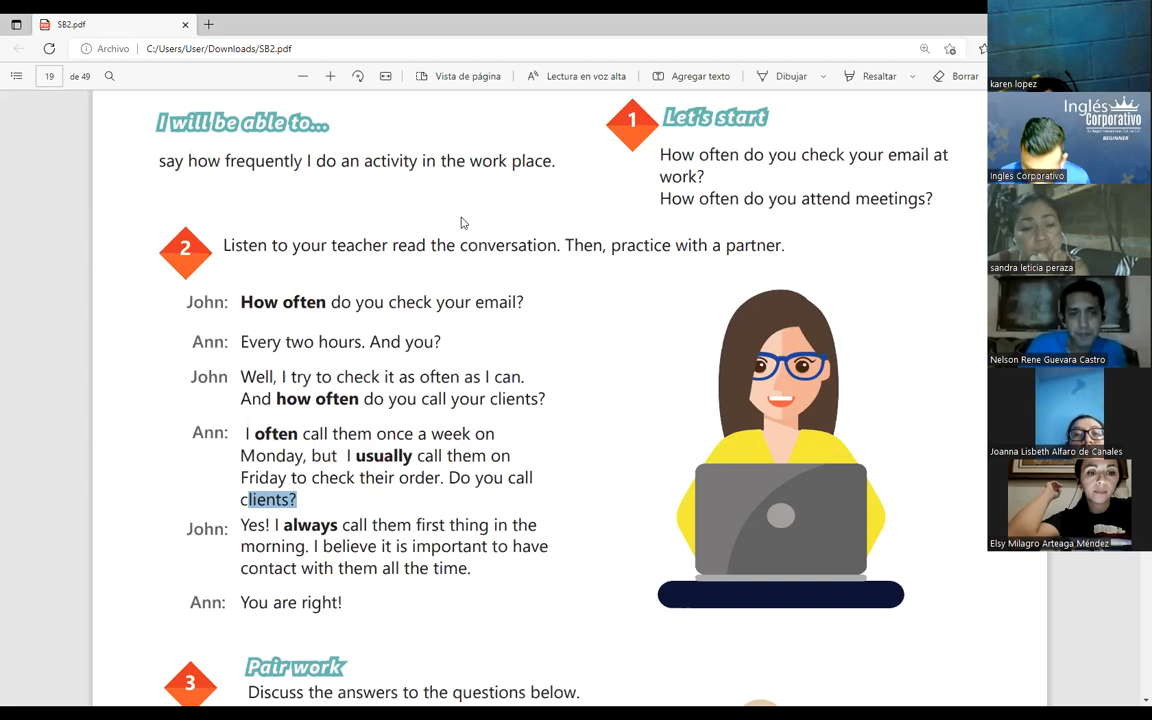 SB2.pdf
Archivo
C:/Users/User/Downloads/SB2.pdf
19
de 49
Vista de página
Lectura en voz alta
Agregar texto
Dibujar
Resaltar
Borrar
I will be able to...
say how frequently I do an activity in the work place.
1
Let's start
How often do you check your email at
work?
How often do you attend meetings?
2
Listen to your teacher read the conversation. Then, practice with a partner.
John: How often do you check your email?
Ann: Every two hours. And you?
John Well, I try to check it as often as I can.
And how often do you call your clients?
Ann: I often call them once a week on
Monday, but I usually call them on
Friday to check their order. Do you call
clients?
John: Yes! I always call them first thing in the
morning. I believe it is important to have
contact with them all the time.
Ann: You are right!
3
Pair work
Discuss the answers to the questions below.
karen lopez
Inglés
Corporativo
BEGINNER
Ingles Corporativo
sandra leticia peraza
Nelson Rene Guevara Castro
Joanna Lisbeth Alfaro de Canales
Elsy Milagro Arteaga Méndez